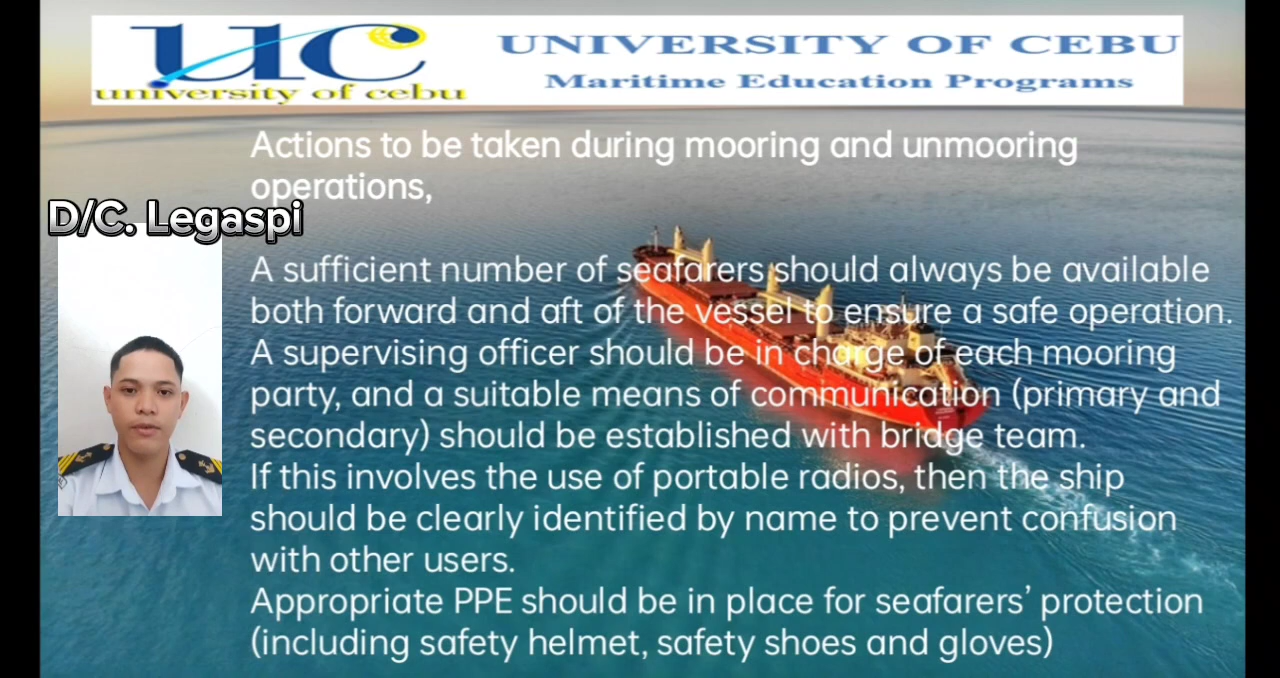 uc
university of cebu
UNIVERSITY OF CEBU
Maritime Education Programs
Actions to be taken during mooring and unmooring
operations,
D/C. Legaspi
A sufficient number of seafarers should always be available
both forward and aft of the vessel to ensure a safe operation.
A supervising officer should be in charge of each mooring
party, and a suitable means of communication (primary and
secondary) should be established with bridge team.
If this involves the use of portable radios, then the ship
should be clearly identified by name to prevent confusion
with other users.
Appropriate PPE should be in place for seafarers’ protection
(including safety helmet, safety shoes and gloves)